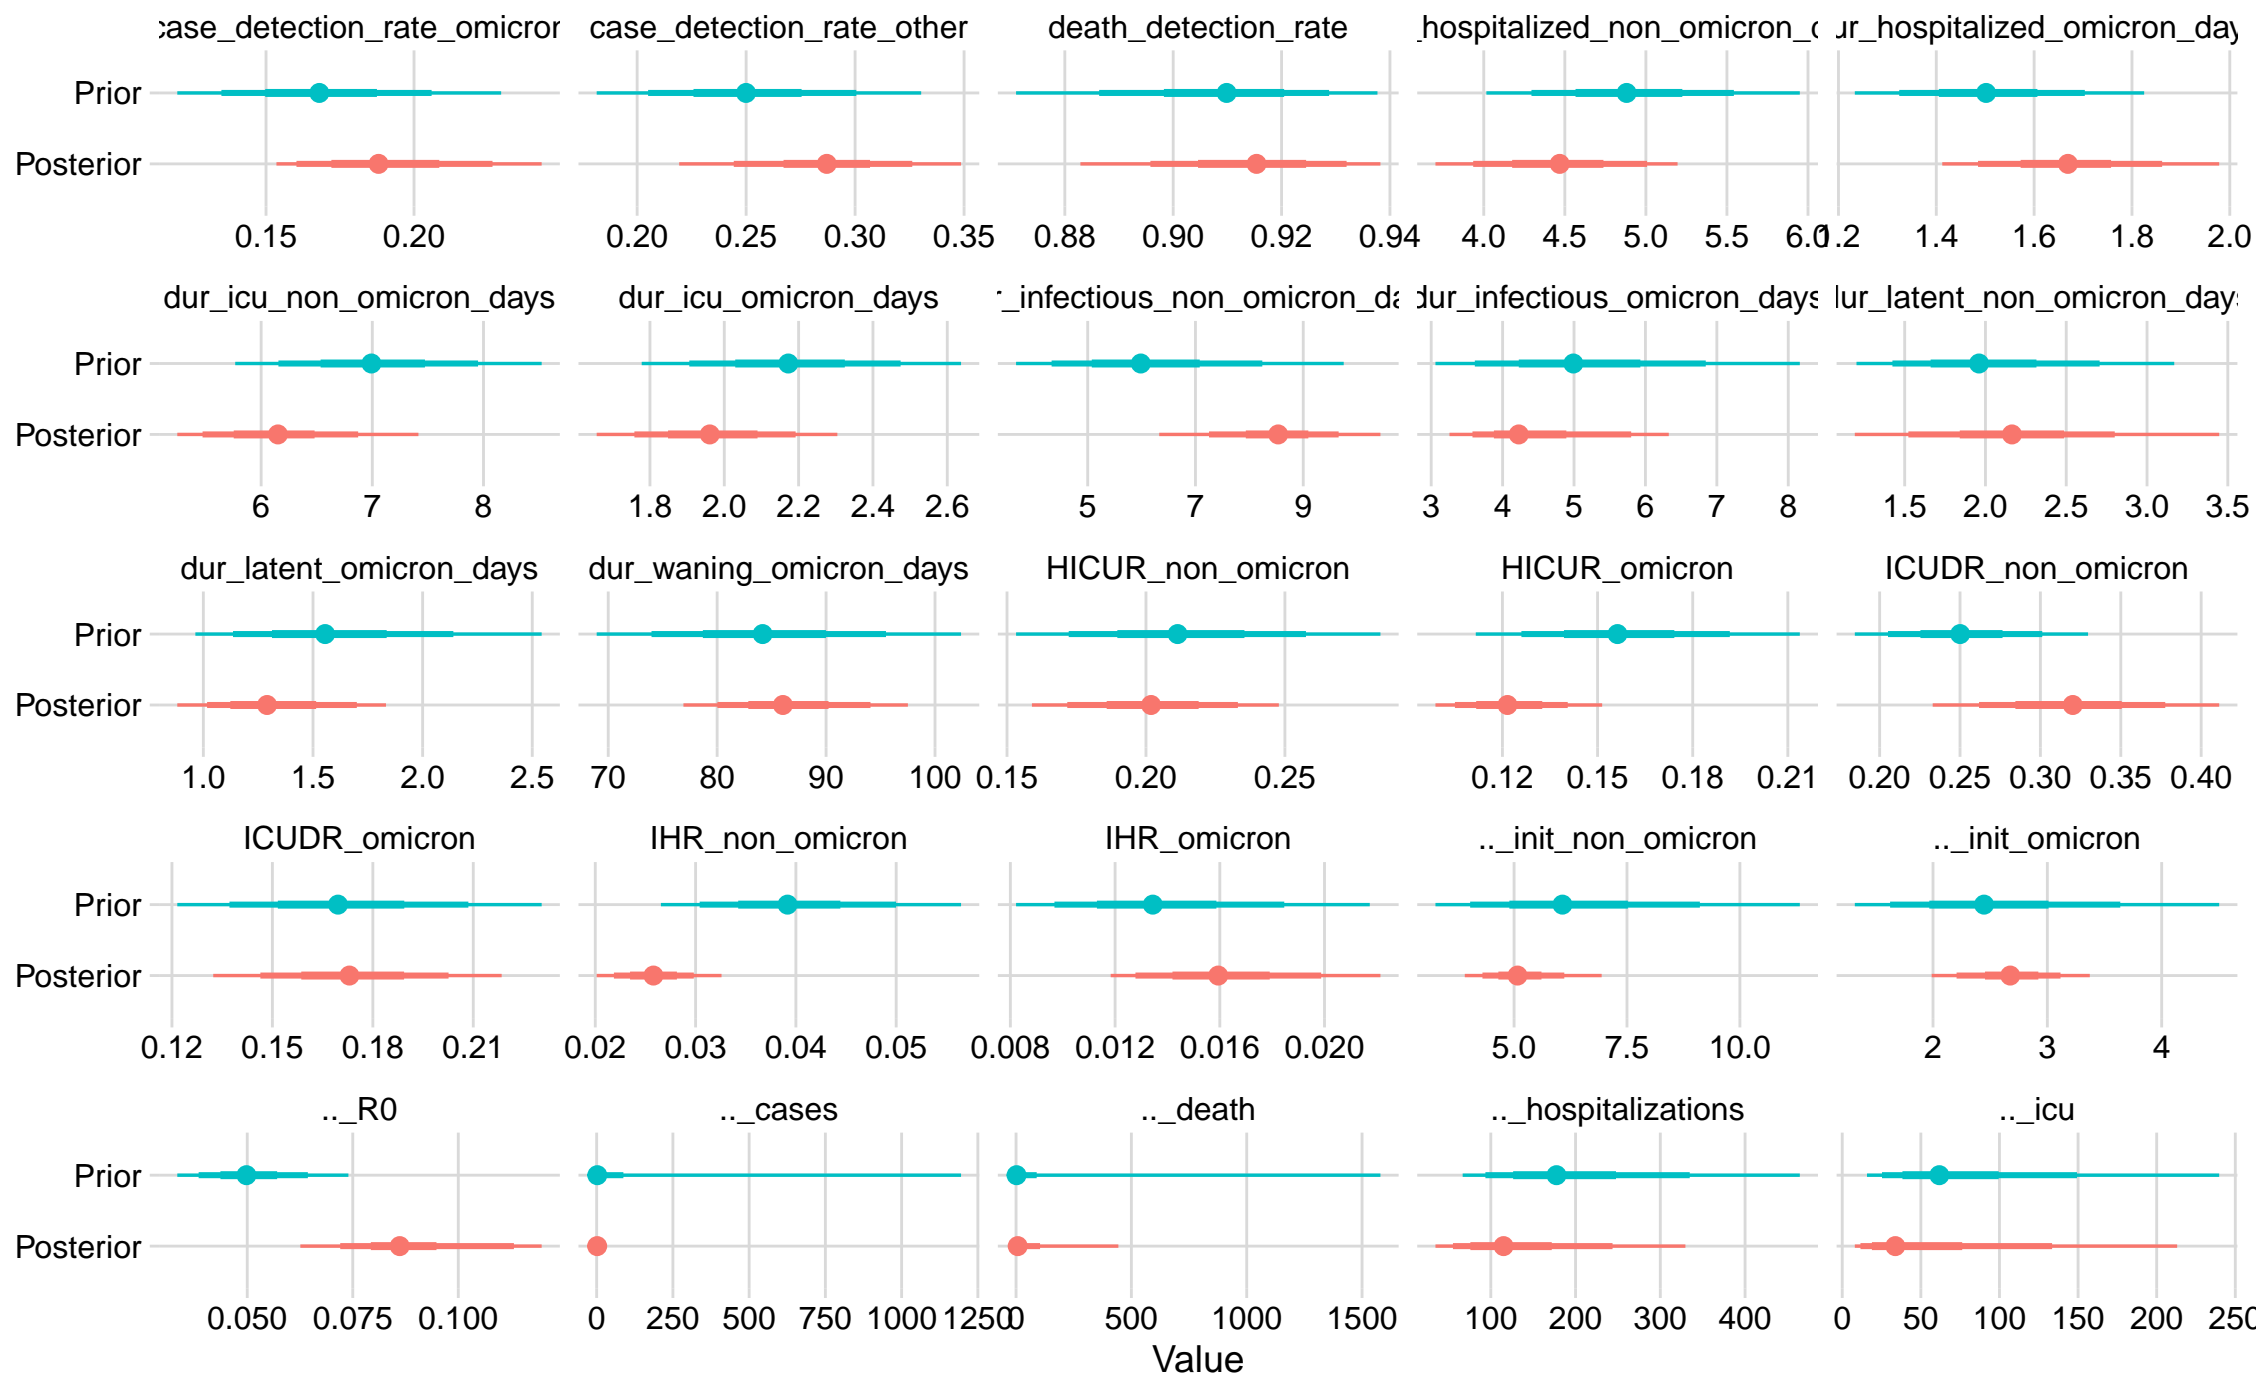 case_detection_rate_omicron case_detection_rate_other death_detection_rate _hospitalized_non_omicron_ ur_hospitalized_omicron_day
Prior
Posterior
0.15 0.20 0.20 0.25 0.30 0.35 0.88 0.90 0.92 0.94 4.0 4.5 5.0 5.5 6.0 1.2 1.4 1.6 1.8 2.0
dur_icu_non_omicron_days dur_icu_omicron_days r_infectious_non_omicron_da dur_infectious_omicron_days dur_latent_non_omicron_days
Prior
Posterior
6 7 8 1.8 2.0 2.2 2.4 2.6 5 7 9 3 4 5 6 7 8 1.5 2.0 2.5 3.0 3.5
dur_latent_omicron_days dur_waning_omicron_days HICUR_non_omicron HICUR_omicron ICUDR_non_omicron
Prior
Posterior
1.0 1.5 2.0 2.5 70 80 90 100 0.15 0.20 0.25 0.12 0.15 0.18 0.21 0.20 0.25 0.30 0.35 0.40
ICUDR_omicron IHR_non_omicron IHR_omicron .._init_non_omicron .._init_omicron
Prior
Posterior
0.12 0.15 0.18 0.21 0.02 0.03 0.04 0.05 0.008 0.012 0.016 0.020 5.0 7.5 10.0 2 3 4
.._R0 .._cases .._death .._hospitalizations .._icu
Prior
Posterior
0.050 0.075 0.100 0 250 500 750 1000 1250 0 500 1000 1500 100 200 300 400 0 50 100 150 200 250
Value